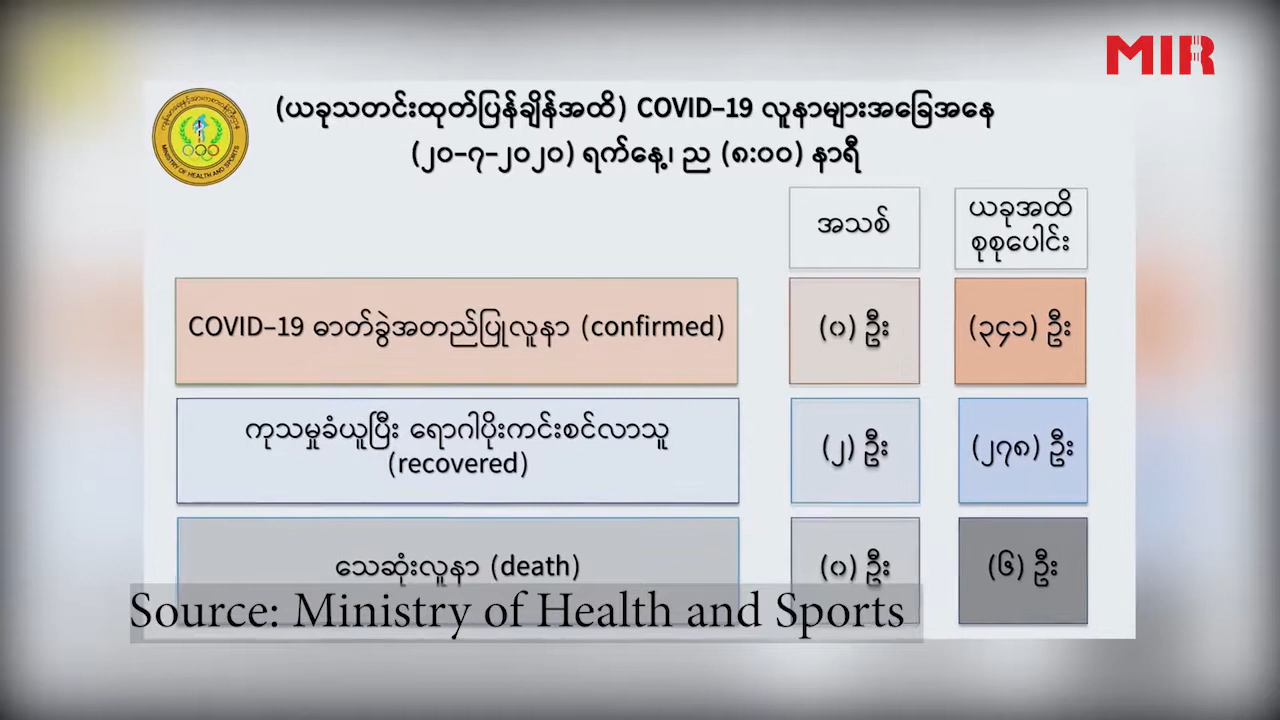 MIR
(ယခုသတင်းထုတ်ပြန်ချိန်အထိ) COVID-19 လူနာများအခြေအနေ
(၂၀-၇-၂၀၂၀) ရက်နေ့၊ ည (၈:၀၀) နာရီ
MINISTRY OF HEALTH AND SPORTS
အသစ်
ယခုအထိ
စုစုပေါင်း
COVID-19 ဓာတ်ခွဲအတည်ပြုလူနာ (confirmed)
(၀) ဦး
(၃၄၁) ဦး
ကုသမှုခံယူပြီး ရောဂါပိုးကင်းစင်လာသူ
(recovered)
(၂) ဦး
(၂၇၈) ဦး
သေဆုံးလူနာ (death)
(၀) ဦး
(၆) ဦး
Source: Ministry of Health and Sports